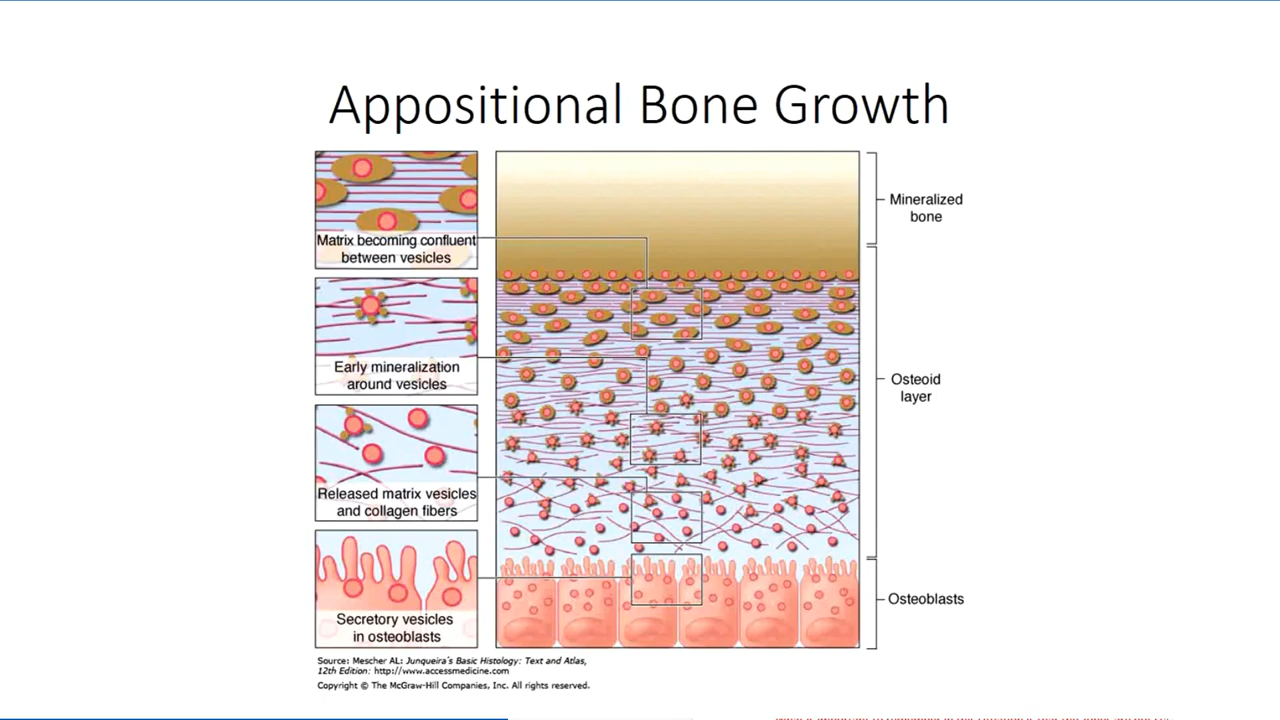 Appositional Bone Growth
Matrix becoming confluent
between vesicles
Early mineralization
around vesicles
Released matrix vesicles
and collagen fibers
Secretory vesicles
in osteoblasts
Mineralized
bone
Osteoid
layer
Osteoblasts
Source: Mescher AL: Junqueira's Basic Histology: Text and Atlas,
12th Edition: http://www.accessmedicine.com
Copyright © The McGraw-Hill Companies, Inc. All rights reserved.